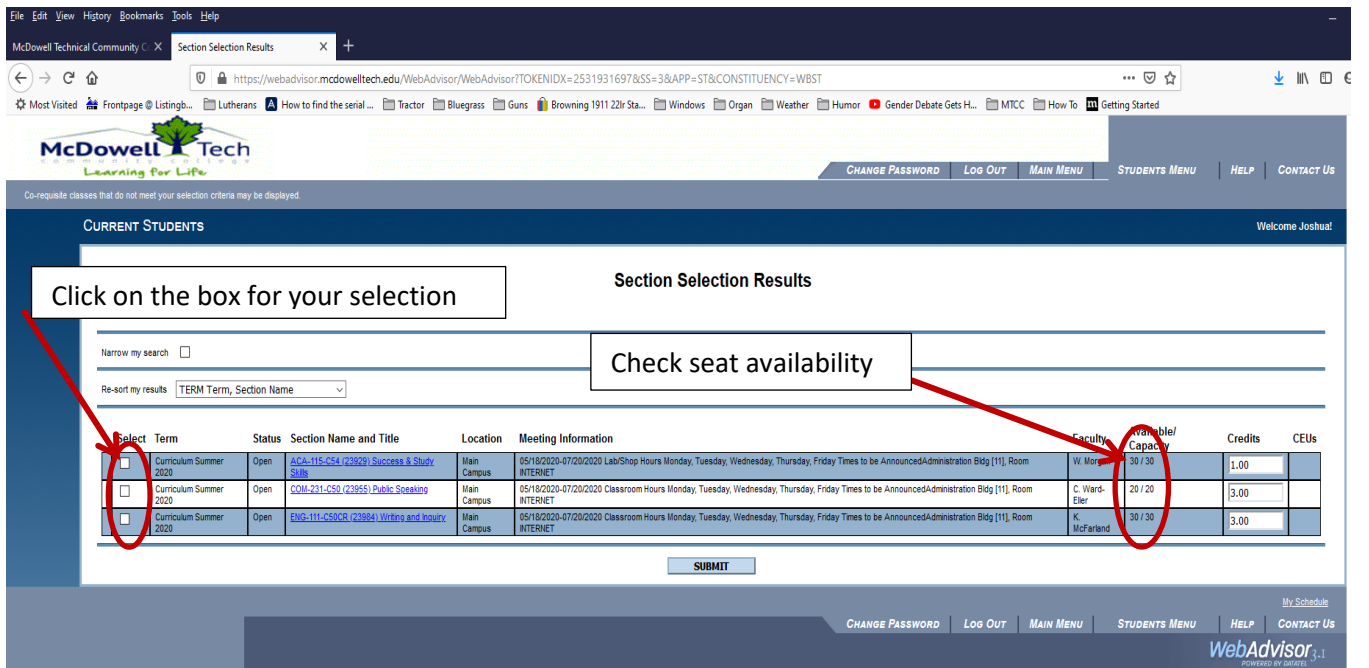 File Edit View History Bookmarks Tools Help
McDowell Technical Community C Section Selection Results
https://webadvisor.mcdowelltech.edu/WebAdvisor/WebAdvisor?TOKENIDX=2531931697&SS=3&APP=ST&CONSTITUENCY=WBST
Most Visited Frontpage @ Listingb... Lutherans How to find the serial ... Tractor Bluegrass Guns Browning 1911 22lr Sta... Windows Organ Weather Humor Gender Debate Gets H... MTCC How To Getting Started
McDowell Tech
community college
Learning for Life
CHANGE PASSWORD LOG OUT MAIN MENU STUDENTS MENU HELP CONTACT US
Co-requisite classes that do not meet your selection criteria may be displayed.
CURRENT STUDENTS Welcome Joshua!
Section Selection Results
Click on the box for your selection
Narrow my search
Check seat availability
Re-sort my results TERM Term, Section Name
Select Term Status Section Name and Title Location Meeting Information Faculty Available/ Capacity Credits CEUs
Curriculum Summer 2020 Open ACA-115-C54 (23929) Success & Study Skills Main Campus 05/18/2020-07/20/2020 Lab/Shop Hours Monday, Tuesday, Wednesday, Thursday, Friday Times to be AnnouncedAdministration Bldg [11], Room INTERNET W. Morgan 30 / 30 1.00
Curriculum Summer 2020 Open COM-231-C50 (23955) Public Speaking Main Campus 05/18/2020-07/20/2020 Classroom Hours Monday, Tuesday, Wednesday, Thursday, Friday Times to be AnnouncedAdministration Bldg [11], Room INTERNET C. Ward-Eller 20 / 20 3.00
Curriculum Summer 2020 Open ENG-111-C50CR (23984) Writing and Inquiry Main Campus 05/18/2020-07/20/2020 Classroom Hours Monday, Tuesday, Wednesday, Thursday, Friday Times to be AnnouncedAdministration Bldg [11], Room INTERNET K. McFarland 30 / 30 3.00
SUBMIT
My Schedule
CHANGE PASSWORD LOG OUT MAIN MENU STUDENTS MENU HELP CONTACT US
WebAdvisor 3.1
POWERED BY DATATEL